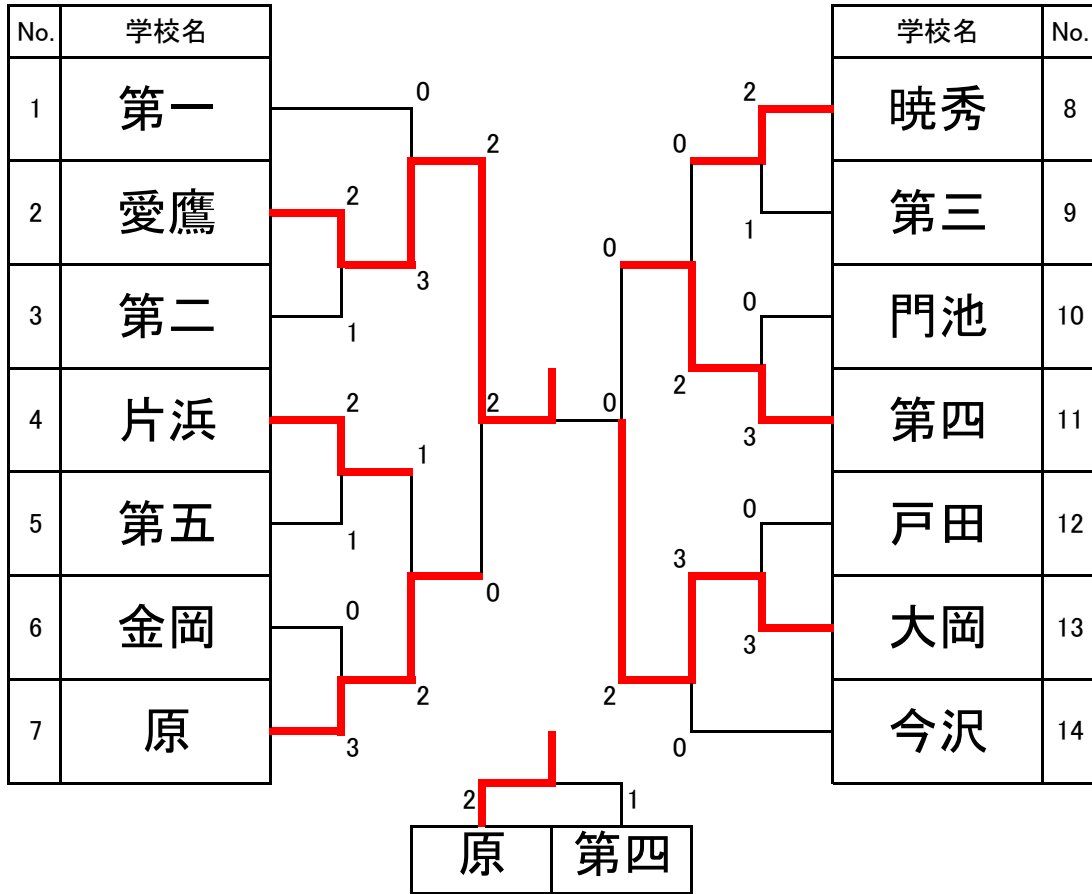 No. 学校名 学校名 No.
0
1 第一 2 暁秀 8
2 0
2 愛鷹 2 第三 9
1
0
3 3 第二 0 門池 10
1
4 片浜 2 2 0 2 第四 11
1 3
5 第五 0 戸田 12
1
3
6 金岡 0 0 大岡 13
3
7 原 2 2 今沢 14
3 0
2 1
原 第四